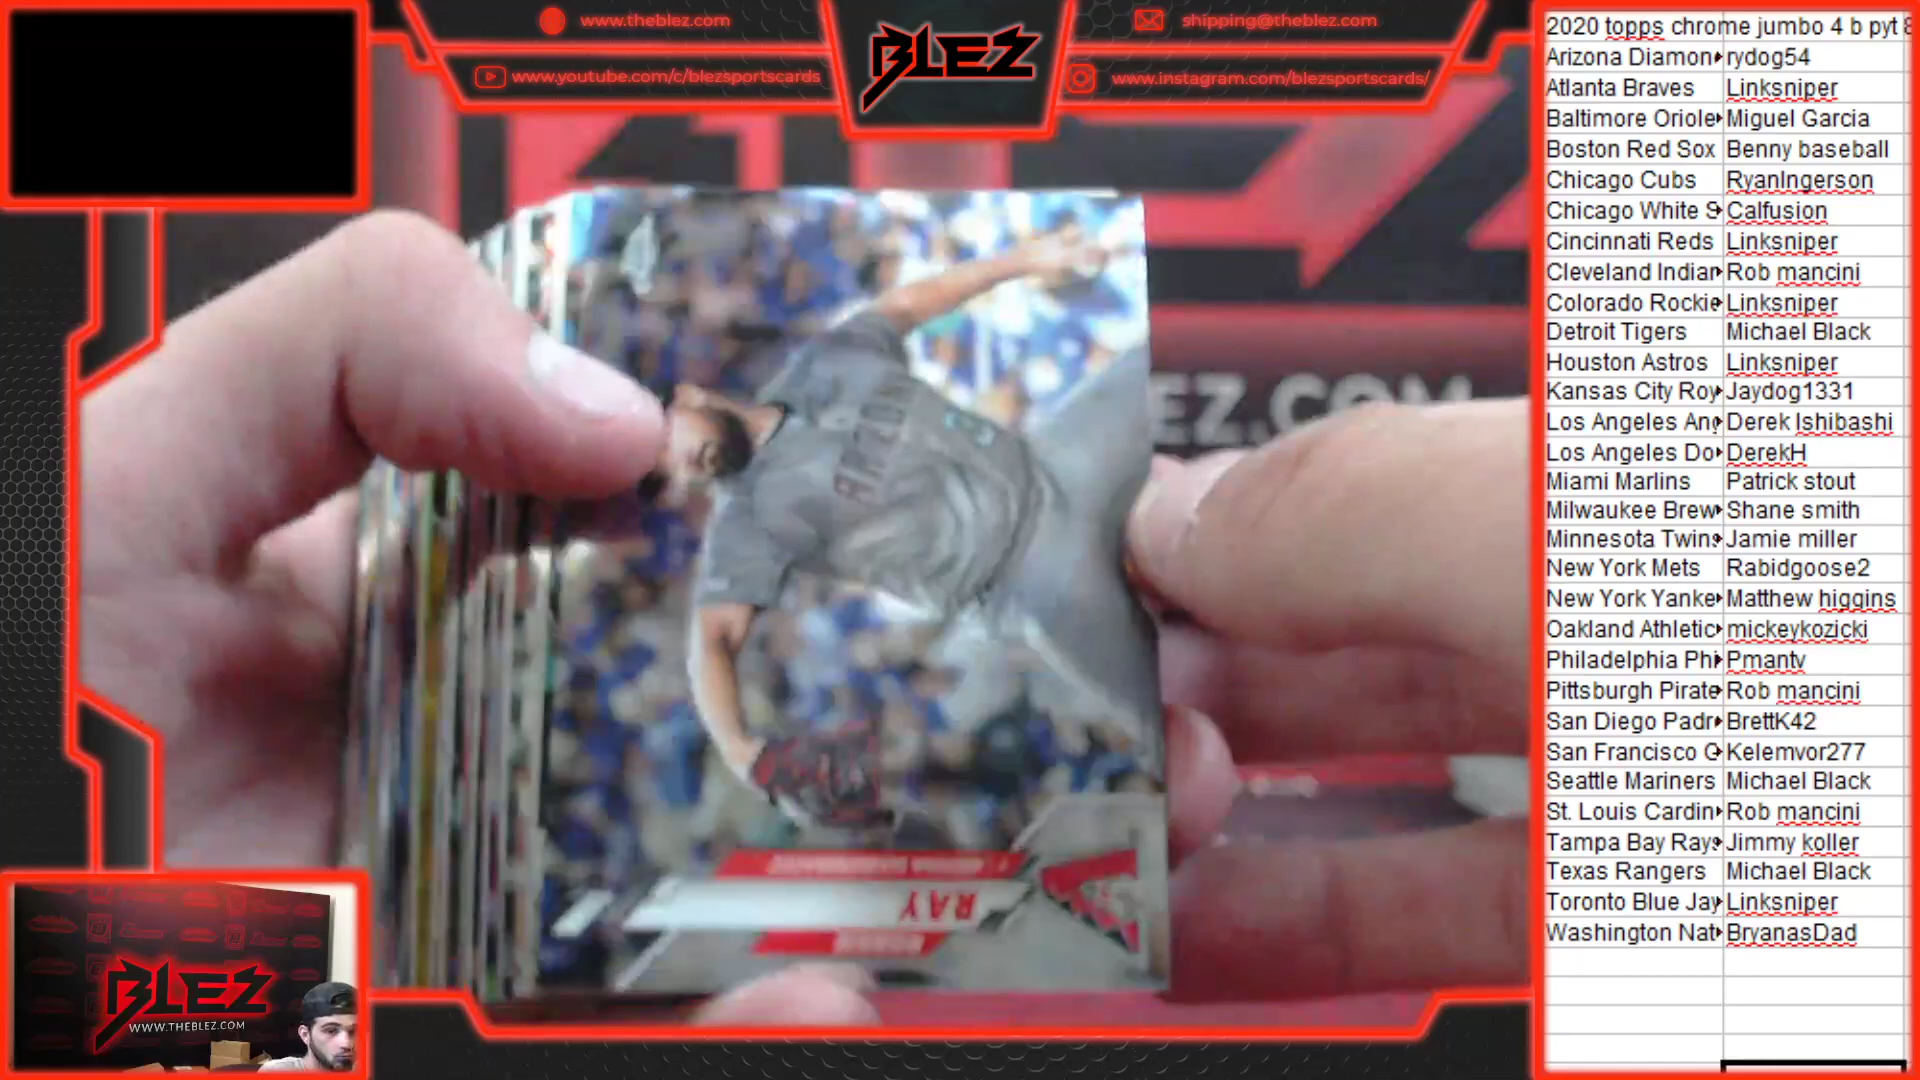 www.theblez.com
www.youtube.com/c/blezsportscards
BLEZ
shipping@theblez.com
www.instagram.com/blezsportscards/
EZ.COM
RAY
BLEZ
WWW.THEBLEZ.COM
2020 topps chrome jumbo 4 b pyt 8
Arizona Diamon rydog54
Atlanta Braves Linksniper
Baltimore Oriole Miguel Garcia
Boston Red Sox Benny baseball
Chicago Cubs RyanIngerson
Chicago White S Calfusion
Cincinnati Reds Linksniper
Cleveland Indian Rob mancini
Colorado Rockie Linksniper
Detroit Tigers Michael Black
Houston Astros Linksniper
Kansas City Roy Jaydog1331
Los Angeles Ang Derek Ishibashi
Los Angeles Do DerekH
Miami Marlins Patrick stout
Milwaukee Brew Shane smith
Minnesota Twins Jamie miller
New York Mets Rabidgoose2
New York Yanke Matthew higgins
Oakland Athletic mickeykozicki
Philadelphia Phi Pmantv
Pittsburgh Pirate Rob mancini
San Diego Padr BrettK42
San Francisco G Kelemvor277
Seattle Mariners Michael Black
St. Louis Cardin Rob mancini
Tampa Bay Rays Jimmy koller
Texas Rangers Michael Black
Toronto Blue Jay Linksniper
Washington Nat BryanasDad